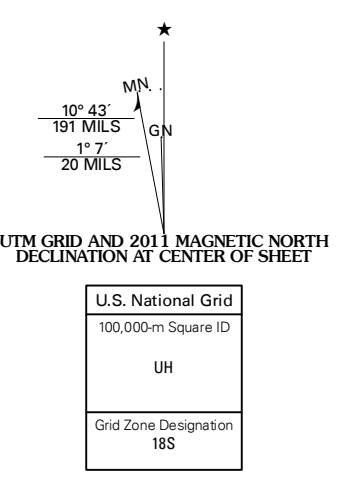 ★
MN
10° 43´
191 MILS
GN
1° 7´
20 MILS
UTM GRID AND 2011 MAGNETIC NORTH
DECLINATION AT CENTER OF SHEET
U.S. National Grid
100,000-m Square ID
UH
Grid Zone Designation
18S